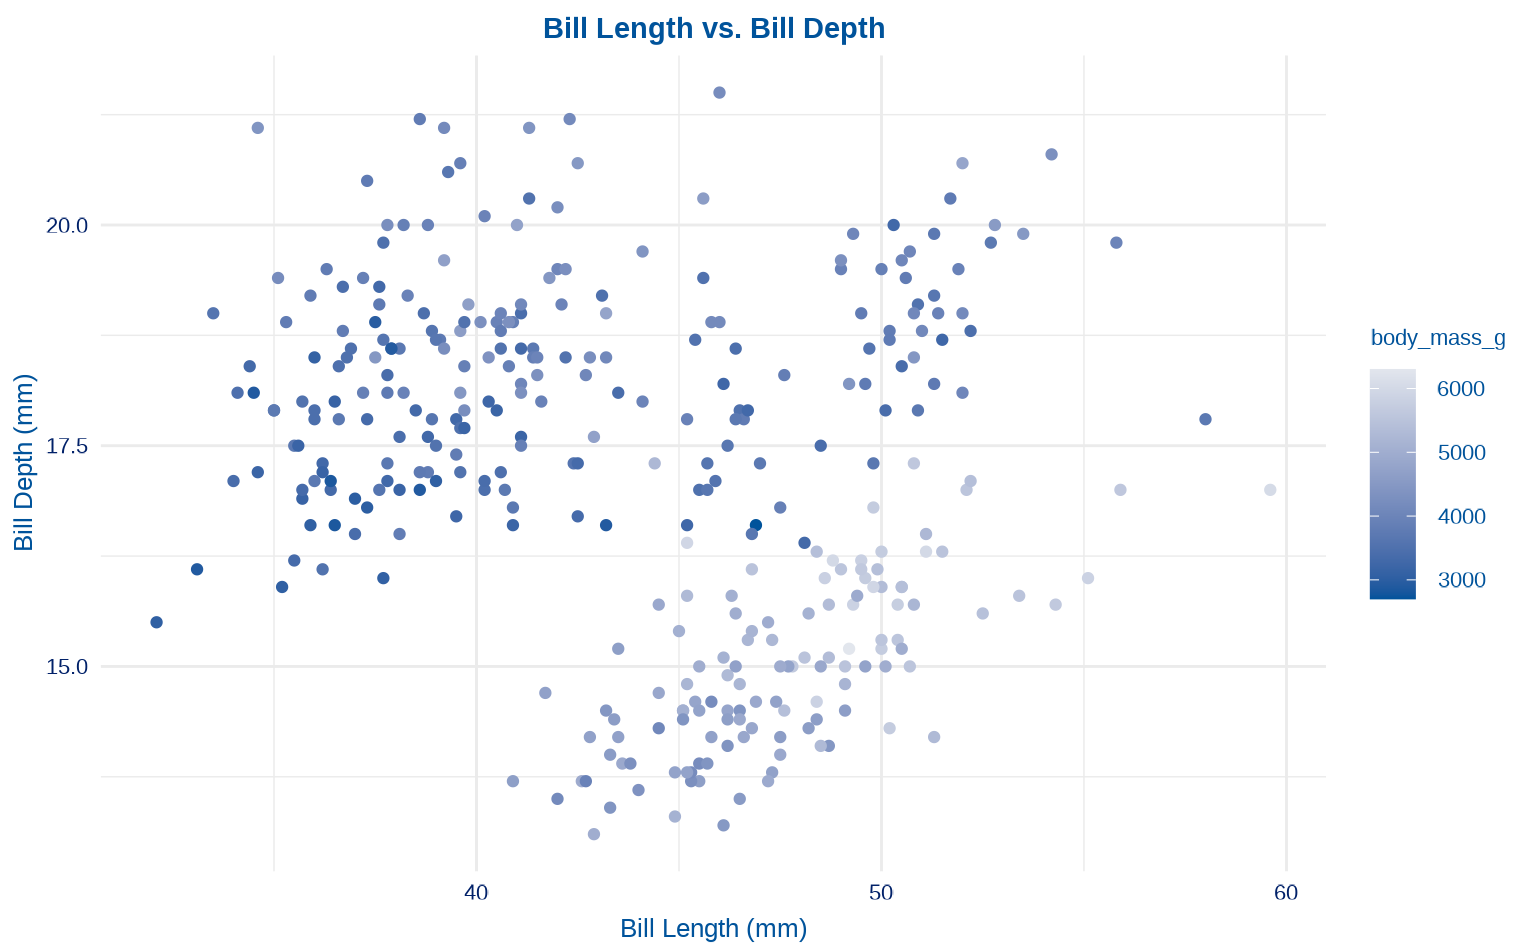 Bill Length vs. Bill Depth
Bill Depth (mm)
20.0
17.5
15.0
40
50
60
Bill Length (mm)
body_mass_g
6000
5000
4000
3000